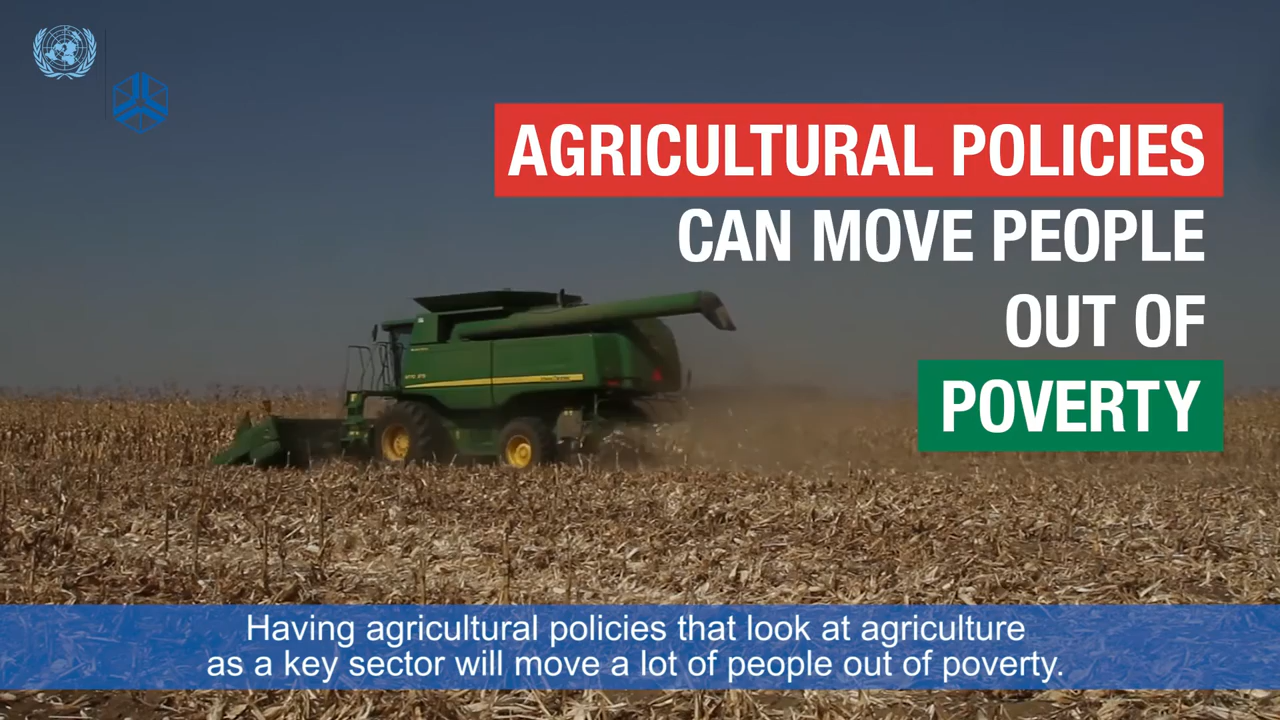 AGRICULTURAL POLICIES
CAN MOVE PEOPLE
OUT OF
POVERTY
Having agricultural policies that look at agriculture
as a key sector will move a lot of people out of poverty.